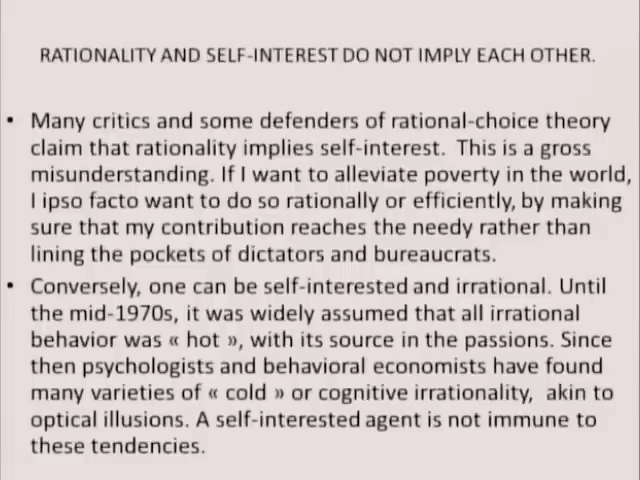 RATIONALITY AND SELF-INTEREST DO NOT IMPLY EACH OTHER.
• Many critics and some defenders of rational-choice theory
claim that rationality implies self-interest. This is a gross
misunderstanding. If I want to alleviate poverty in the world,
I ipso facto want to do so rationally or efficiently, by making
sure that my contribution reaches the needy rather than
lining the pockets of dictators and bureaucrats.
• Conversely, one can be self-interested and irrational. Until
the mid-1970s, it was widely assumed that all irrational
behavior was « hot », with its source in the passions. Since
then psychologists and behavioral economists have found
many varieties of « cold » or cognitive irrationality, akin to
optical illusions. A self-interested agent is not immune to
these tendencies.